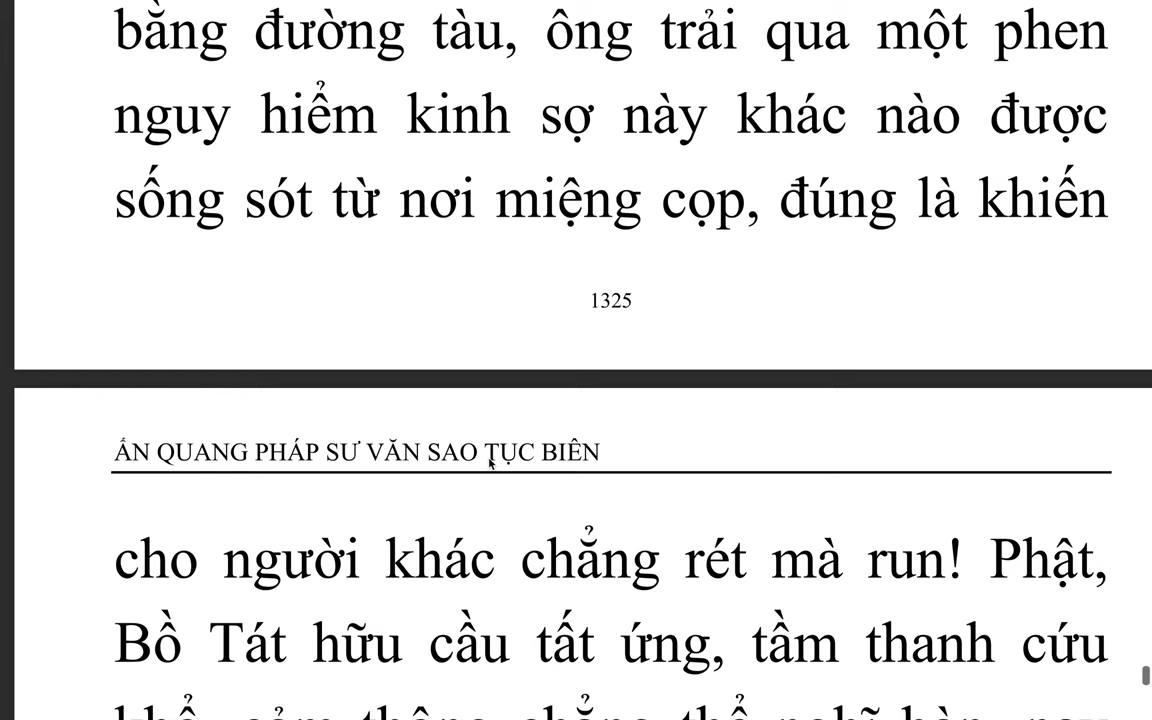 bằng đường tàu, ông trải qua một phen
nguy hiểm kinh sợ này khác nào được
sống sót từ nơi miệng cọp, đúng là khiến
1325
ẤN QUANG PHÁP SƯ VĂN SAO TỤC BIÊN
cho người khác chẳng rét mà run! Phật,
Bồ Tát hữu cầu tất ứng, tầm thanh cứu